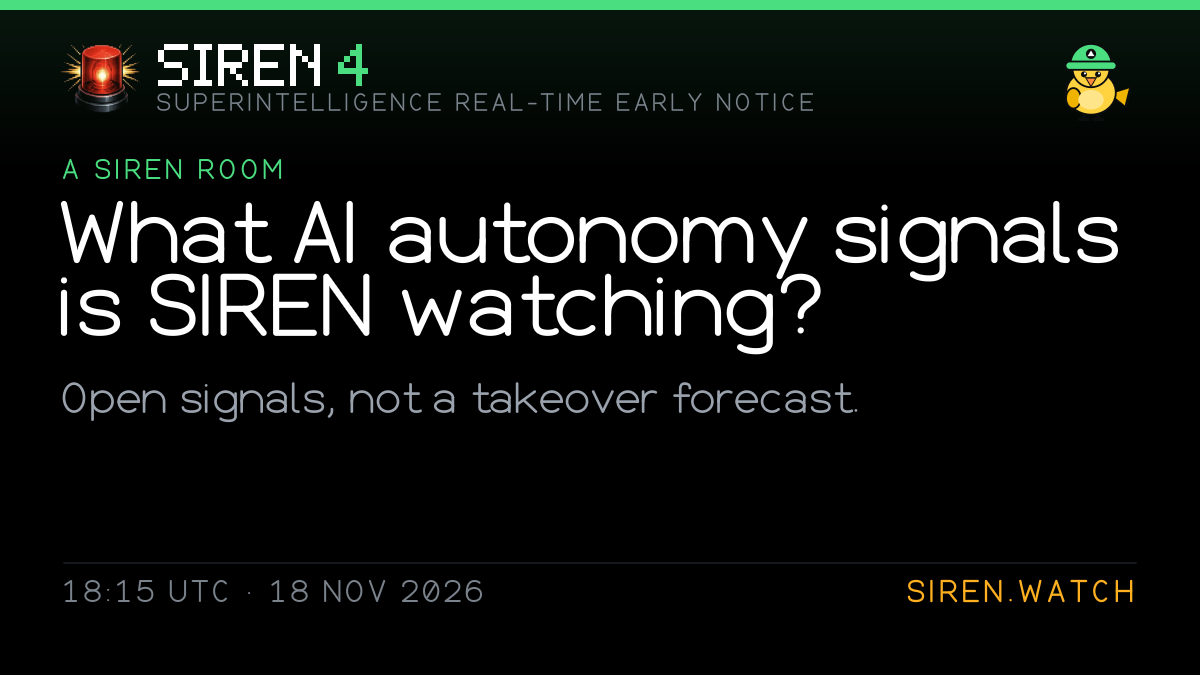 SIREN 4
SUPERINTELLIGENCE REAL-TIME EARLY NOTICE
A SIREN ROOM
What AI autonomy signals
is SIREN watching?
Open signals, not a takeover forecast.
18:15 UTC · 18 NOV 2026
SIREN.WATCH